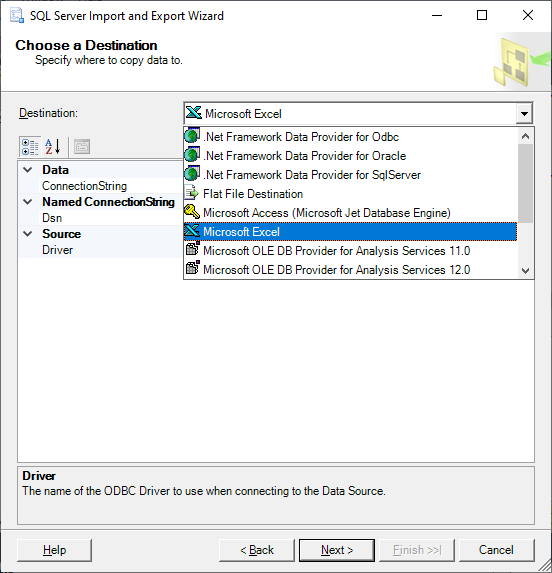 SQL Server Import and Export Wizard
Choose a Destination
Specify where to copy data to.
Destination:
Microsoft Excel
.Net Framework Data Provider for Odbc
.Net Framework Data Provider for Oracle
.Net Framework Data Provider for SqlServer
Flat File Destination
Microsoft Access (Microsoft Jet Database Engine)
Microsoft Excel
Microsoft OLE DB Provider for Analysis Services 11.0
Microsoft OLE DB Provider for Analysis Services 12.0
Data
ConnectionString
Named ConnectionString
Dsn
Source
Driver
Driver
The name of the ODBC Driver to use when connecting to the Data Source.
Help
< Back
Next >
Finish >>|
Cancel